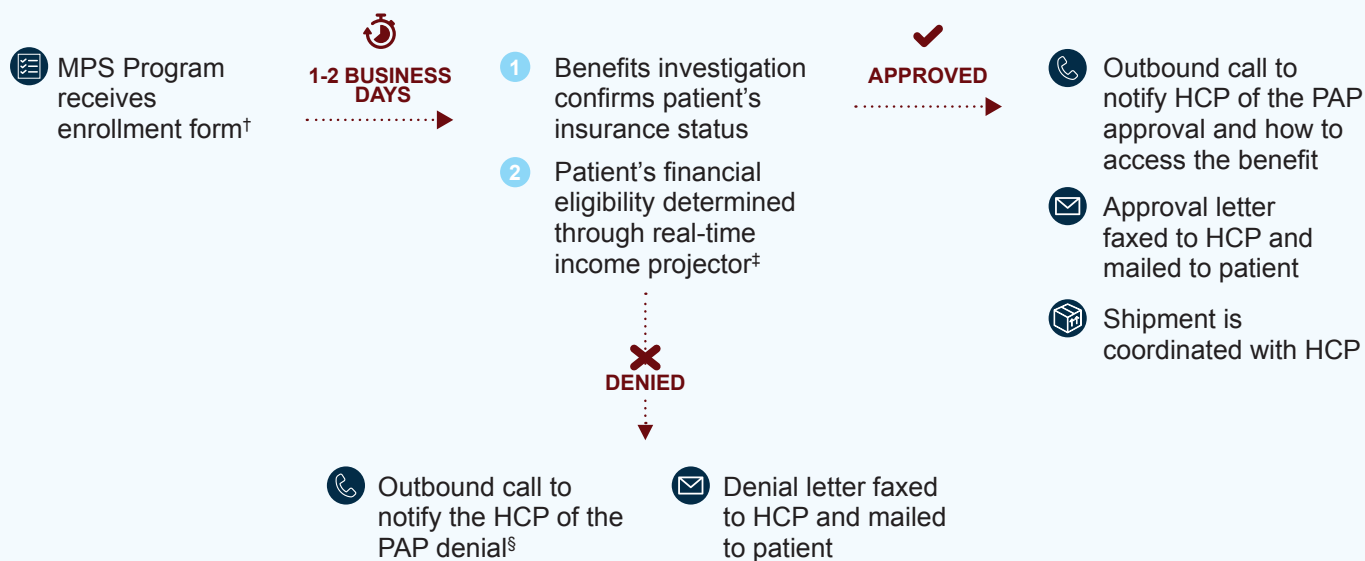 MPS Program
receives
enrollment form†
1-2 BUSINESS
DAYS
1 Benefits investigation
confirms patient’s
insurance status
2 Patient’s financial
eligibility determined
through real-time
income projector‡
APPROVED
Outbound call to
notify HCP of the PAP
approval and how to
access the benefit
Approval letter
faxed to HCP and
mailed to patient
Shipment is
coordinated with HCP
DENIED
Outbound call to
notify the HCP of the
PAP denial§
Denial letter faxed
to HCP and mailed
to patient